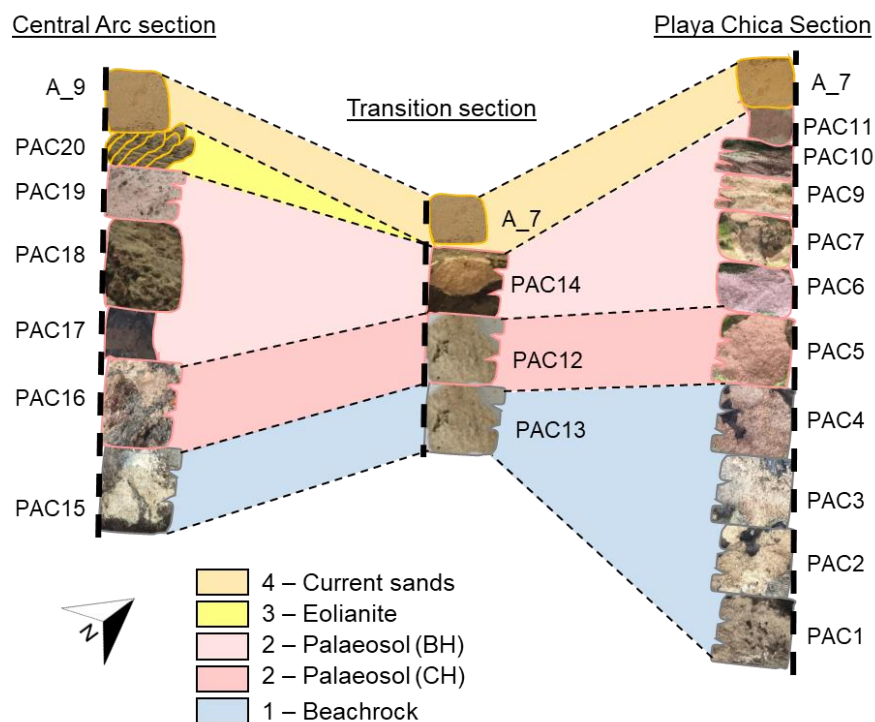 Central Arc section
Playa Chica Section
Transition section
A_9
PAC20
PAC19
PAC18
PAC17
PAC16
PAC15
A_7
PAC14
PAC12
PAC13
A_7
PAC11
PAC10
PAC9
PAC7
PAC6
PAC5
PAC4
PAC3
PAC2
PAC1
4 – Current sands
3 – Eolianite
2 – Palaeosol (BH)
2 – Palaeosol (CH)
1 – Beachrock
N